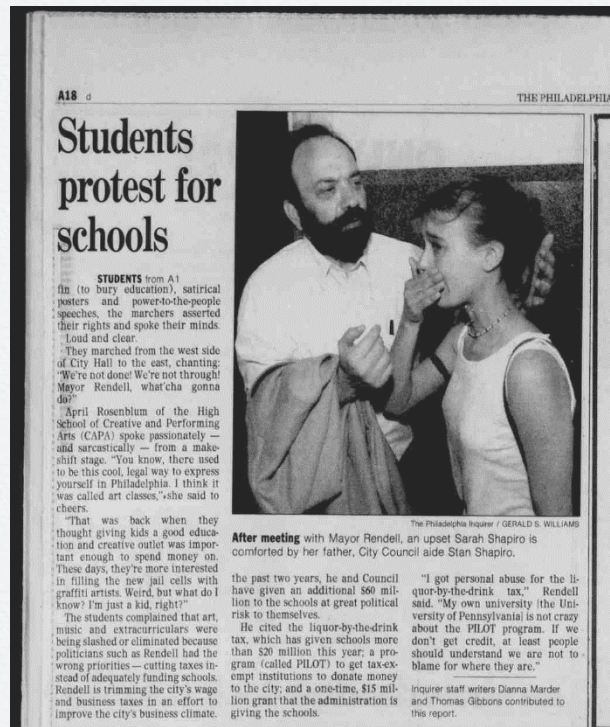 A18 d
THE PHILADELPHIA
Students
protest for
schools
STUDENTS from A1
fin (to bury education), satirical
posters and power-to-the-people
speeches, the marchers asserted
their rights and spoke their minds.
Loud and clear.
They marched from the west side
of City Hall to the east, chanting:
"We're not done! We're not through!
Mayor Rendell, what'cha gonna
do?"
April Rosenblum of the High
School of Creative and Performing
Arts (CAPA) spoke passionately —
and sarcastically — from a make-
shift stage. "You know, there used
to be this cool, legal way to express
yourself in Philadelphia. I think it
was called art classes," she said to
cheers.
"That was back when they
thought giving kids a good educa-
tion and creative outlet was impor-
tant enough to spend money on.
These days, they're more interested
in filling the new jail cells with
graffiti artists. Weird, but what do I
know? I'm just a kid, right?"
The students complained that art,
music and extracurriculars were
being slashed or eliminated because
politicians such as Rendell had the
wrong priorities — cutting taxes in-
stead of adequately funding schools.
Rendell is trimming the city's wage
and business taxes in an effort to
improve the city's business climate.
The Philadelphia Inquirer / GERALD S. WILLIAMS
After meeting with Mayor Rendell, an upset Sarah Shapiro is
comforted by her father, City Council aide Stan Shapiro.
the past two years, he and Council
have given an additional $60 mil-
lion to the schools at great political
risk to themselves.
He cited the liquor-by-the-drink
tax, which has given schools more
than $20 million this year; a pro-
gram (called PILOT) to get tax-ex-
empt institutions to donate money
to the city; and a one-time, $15 mil-
lion grant that the administration is
giving the schools.
"I got personal abuse for the li-
quor-by-the-drink tax," Rendell
said. "My own university [the Uni-
versity of Pennsylvania] is not crazy
about the PILOT program. If we
don't get credit, at least people
should understand we are not to
blame for where they are."
Inquirer staff writers Dianna Marder
and Thomas Gibbons contributed to
this report.